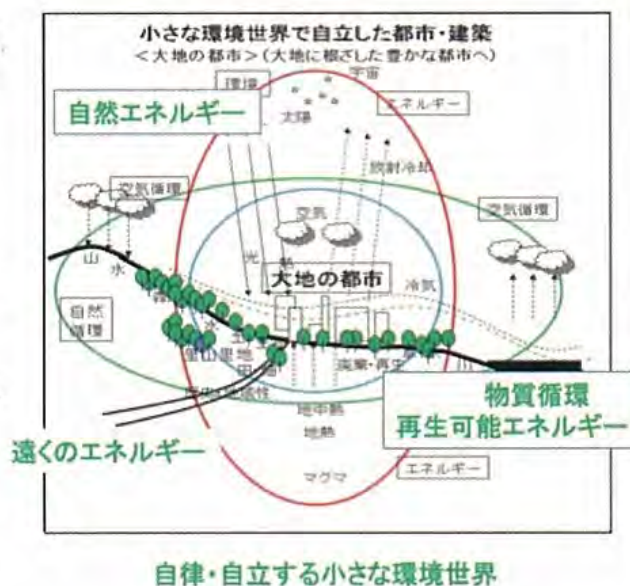 小さな環境世界で自立した都市・建築
<大地の都市>(大地に根ざした豊かな都市へ)
宇宙
環境
エネルギー
太陽
自然エネルギー
放射冷却
空気循環
空気
空気循環
山
水
光
熱
大地の都市
冷気
自然
循環
水
土
里山里地
産業・再生
川
地中熱
地熱
物質循環
再生可能エネルギー
遠くのエネルギー
エネルギー
マグマ
自律・自立する小さな環境世界